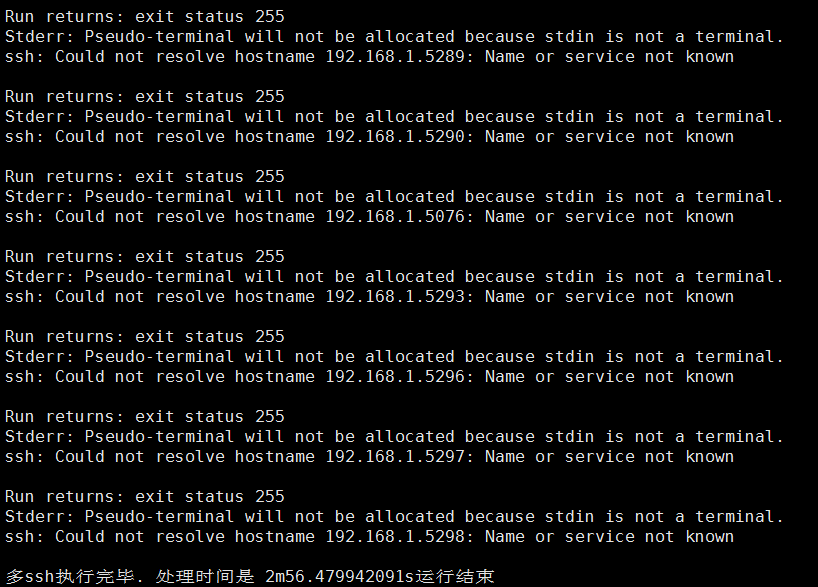 Run returns: exit status 255
Stderr: Pseudo-terminal will not be allocated because stdin is not a terminal.
ssh: Could not resolve hostname 192.168.1.5289: Name or service not known
Run returns: exit status 255
Stderr: Pseudo-terminal will not be allocated because stdin is not a terminal.
ssh: Could not resolve hostname 192.168.1.5290: Name or service not known
Run returns: exit status 255
Stderr: Pseudo-terminal will not be allocated because stdin is not a terminal.
ssh: Could not resolve hostname 192.168.1.5076: Name or service not known
Run returns: exit status 255
Stderr: Pseudo-terminal will not be allocated because stdin is not a terminal.
ssh: Could not resolve hostname 192.168.1.5293: Name or service not known
Run returns: exit status 255
Stderr: Pseudo-terminal will not be allocated because stdin is not a terminal.
ssh: Could not resolve hostname 192.168.1.5296: Name or service not known
Run returns: exit status 255
Stderr: Pseudo-terminal will not be allocated because stdin is not a terminal.
ssh: Could not resolve hostname 192.168.1.5297: Name or service not known
Run returns: exit status 255
Stderr: Pseudo-terminal will not be allocated because stdin is not a terminal.
ssh: Could not resolve hostname 192.168.1.5298: Name or service not known
多ssh执行完毕. 处理时间是 2m56.479942091s运行结束